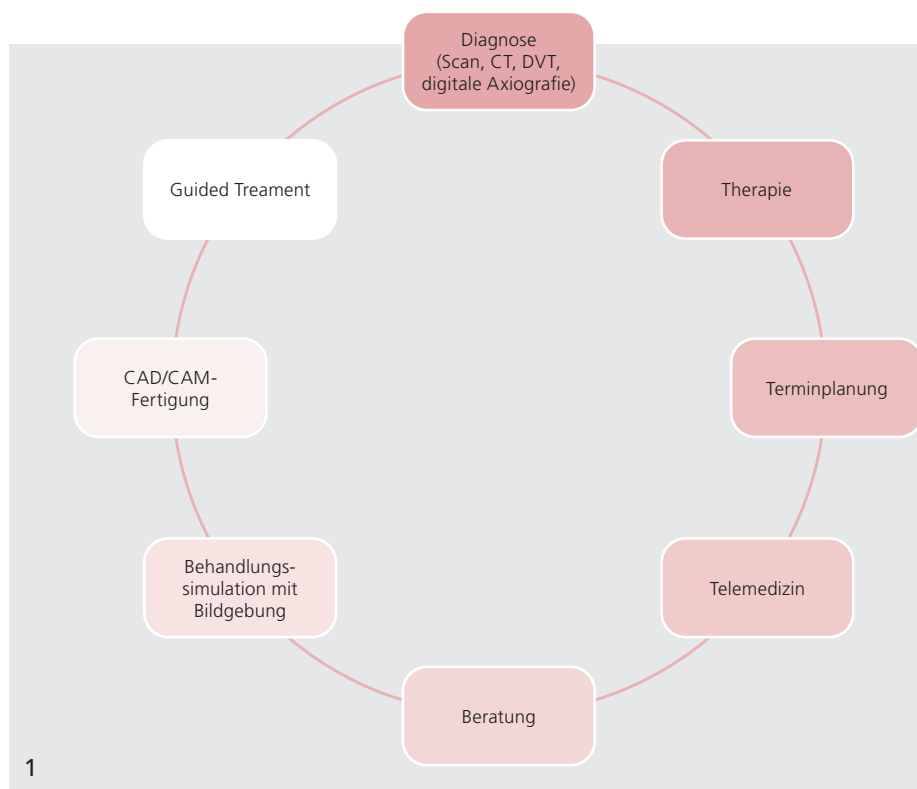 Diagnose
(Scan, CT, DVT,
digitale Axiografie)
Therapie
Terminplanung
Telemedizin
Beratung
Behandlungs-
simulation mit
Bildgebung
CAD/CAM-
Fertigung
Guided Treament
1